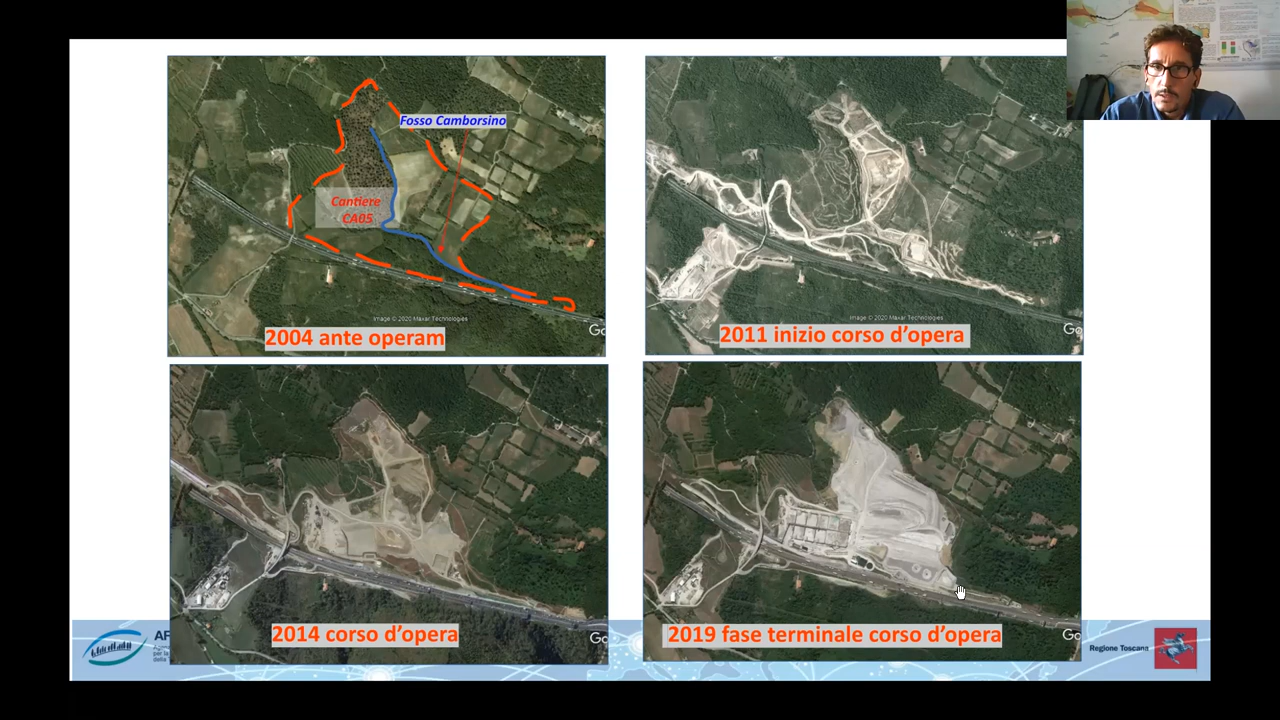 Fosso Camborsino
Cantiere
CA05
Image © 2020 Maxar Technologies
2004 ante operam
Image © 2020 Maxar Technologies
2011 inizio corso d'opera
2014 corso d'opera
2019 fase terminale corso d'opera
Regione Toscana